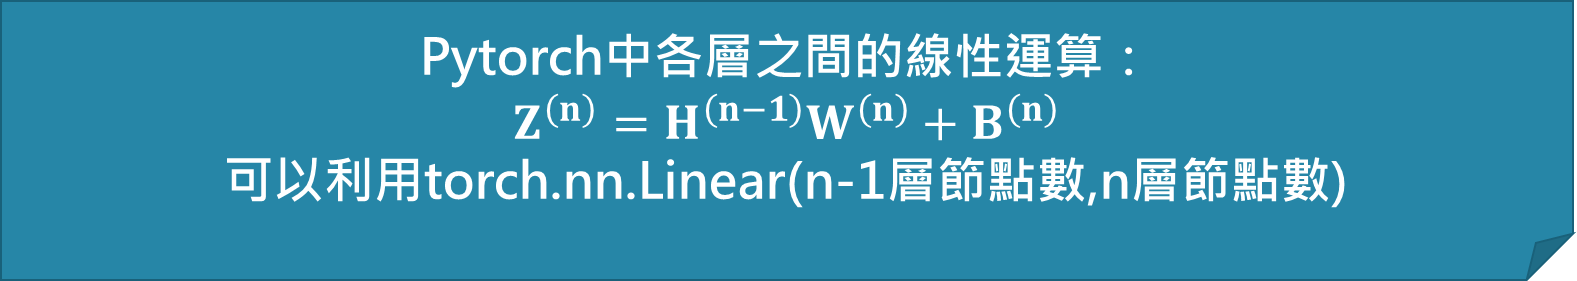 Pytorch中各層之間的線性運算：
Z⁽ⁿ⁾ = H⁽ⁿ⁻¹⁾W⁽ⁿ⁾ + B⁽ⁿ⁾
可以利用torch.nn.Linear(n-1層節點數,n層節點數)